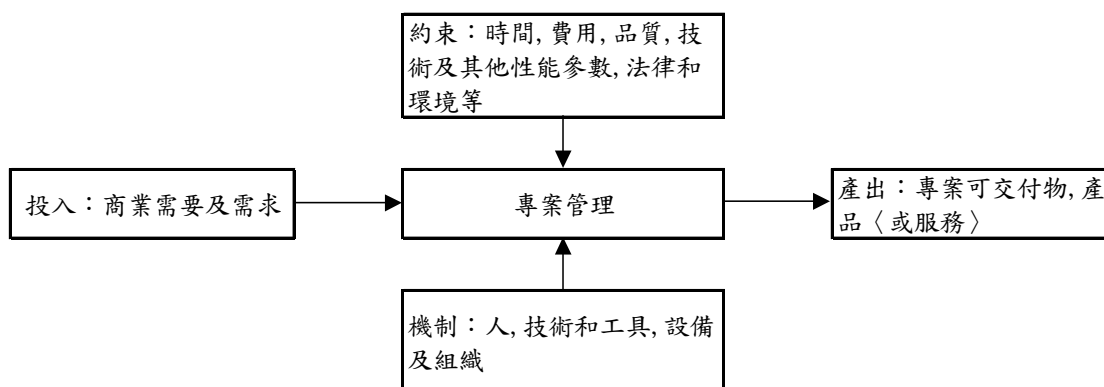 約束：時間, 費用, 品質, 技
術及其他性能參數, 法律和
環境等
投入：商業需要及需求
專案管理
產出：專案可交付物, 產
品〈或服務〉
機制：人, 技術和工具, 設備
及組織